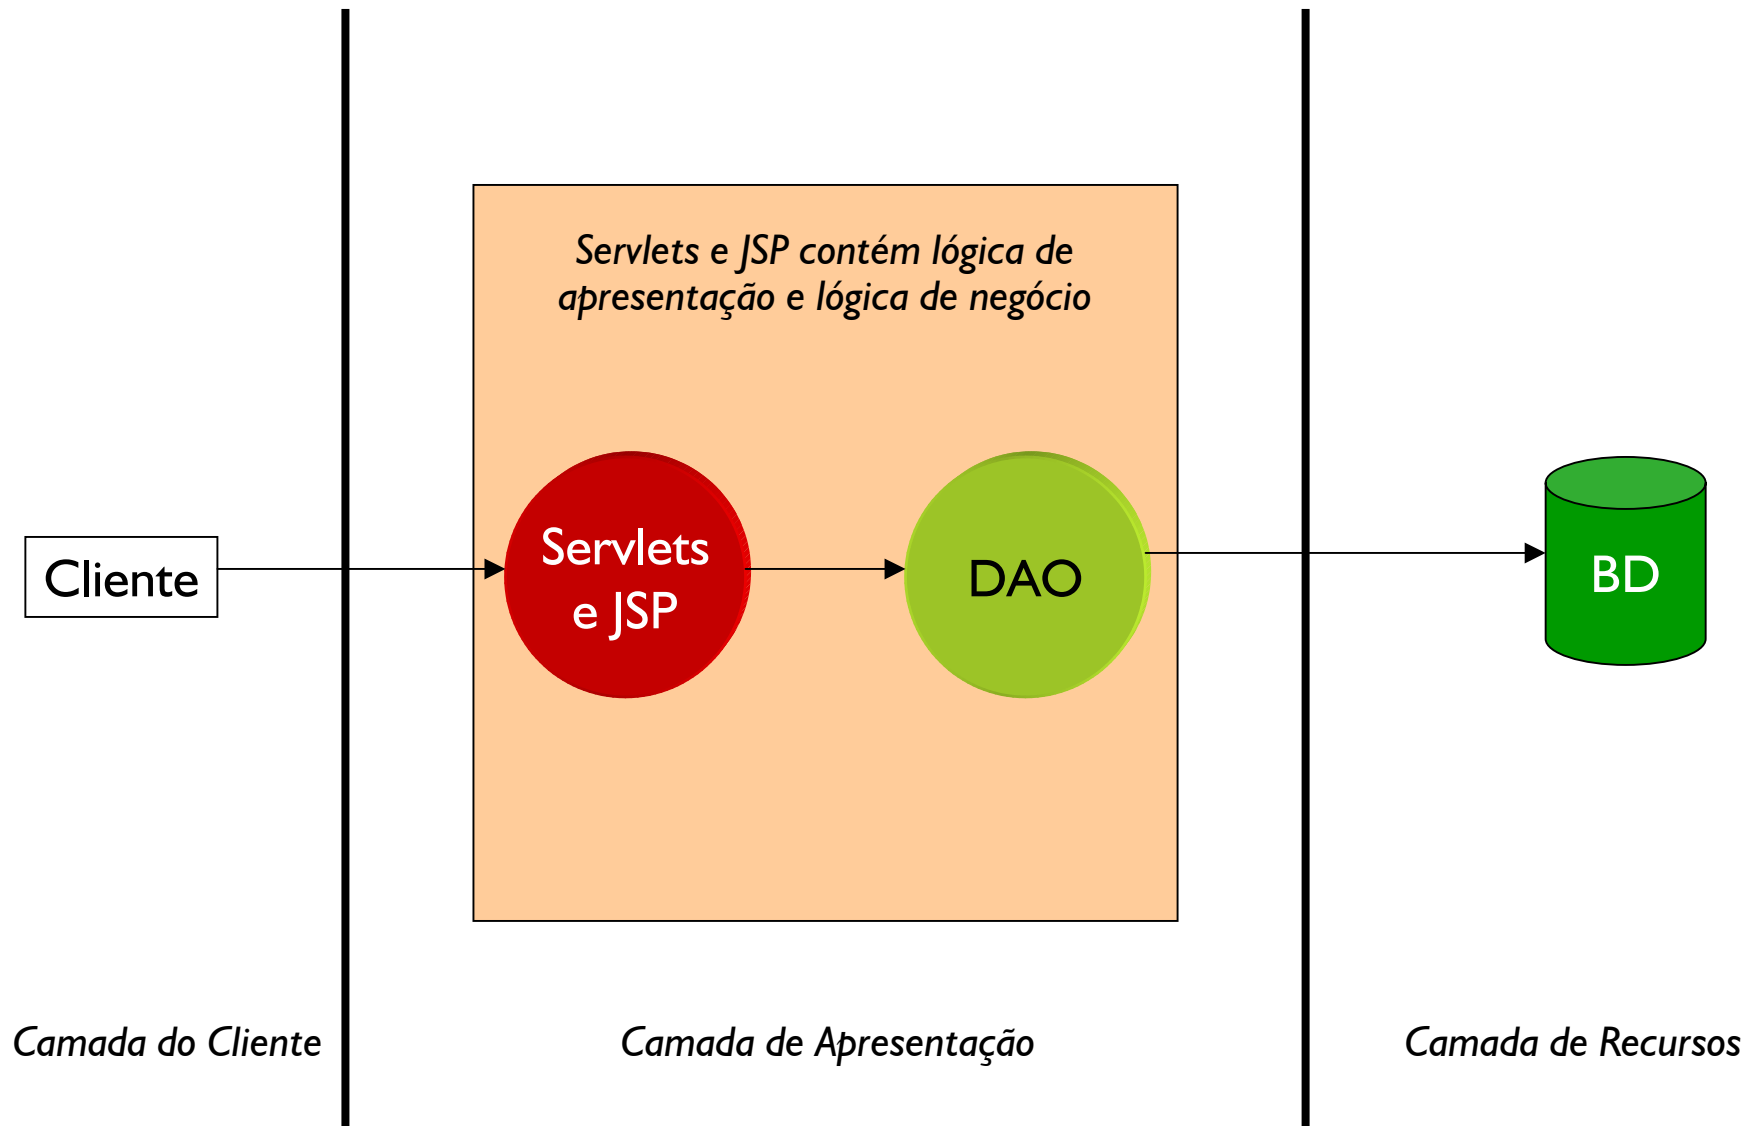 Servlets e JSP contém lógica de
apresentação e lógica de negócio
Cliente
Servlets
e JSP
DAO
BD
Camada do Cliente
Camada de Apresentação
Camada de Recursos